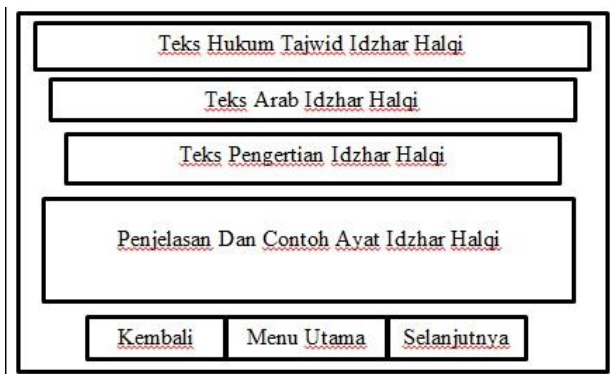 Teks Hukum Tajwid Idzhar Halqi
Teks Arab Idzhar Halqi
Teks Pengertian Idzhar Halqi
Penjelasan Dan Contoh Ayat Idzhar Halqi
Kembali
Menu Utama
Selanjutnya